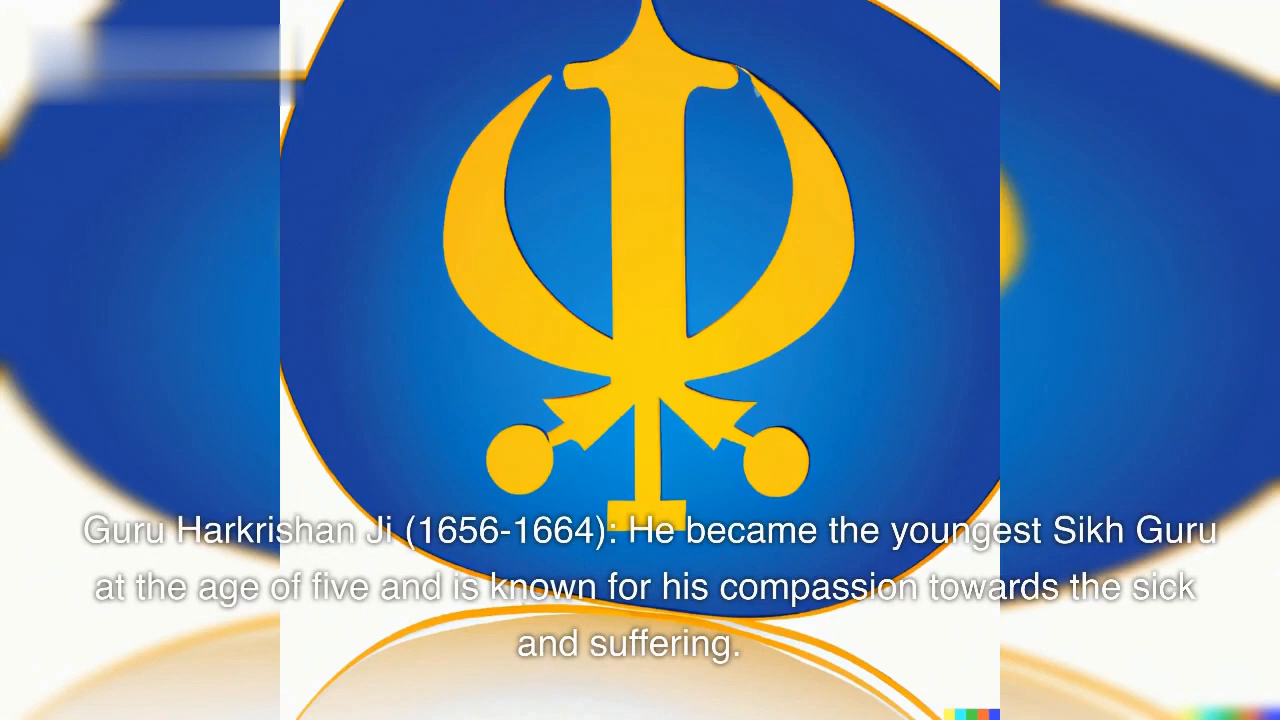 Guru Harkrishan Ji (1656-1664): He became the youngest Sikh Guru
at the age of five and is known for his compassion towards the sick
and suffering.